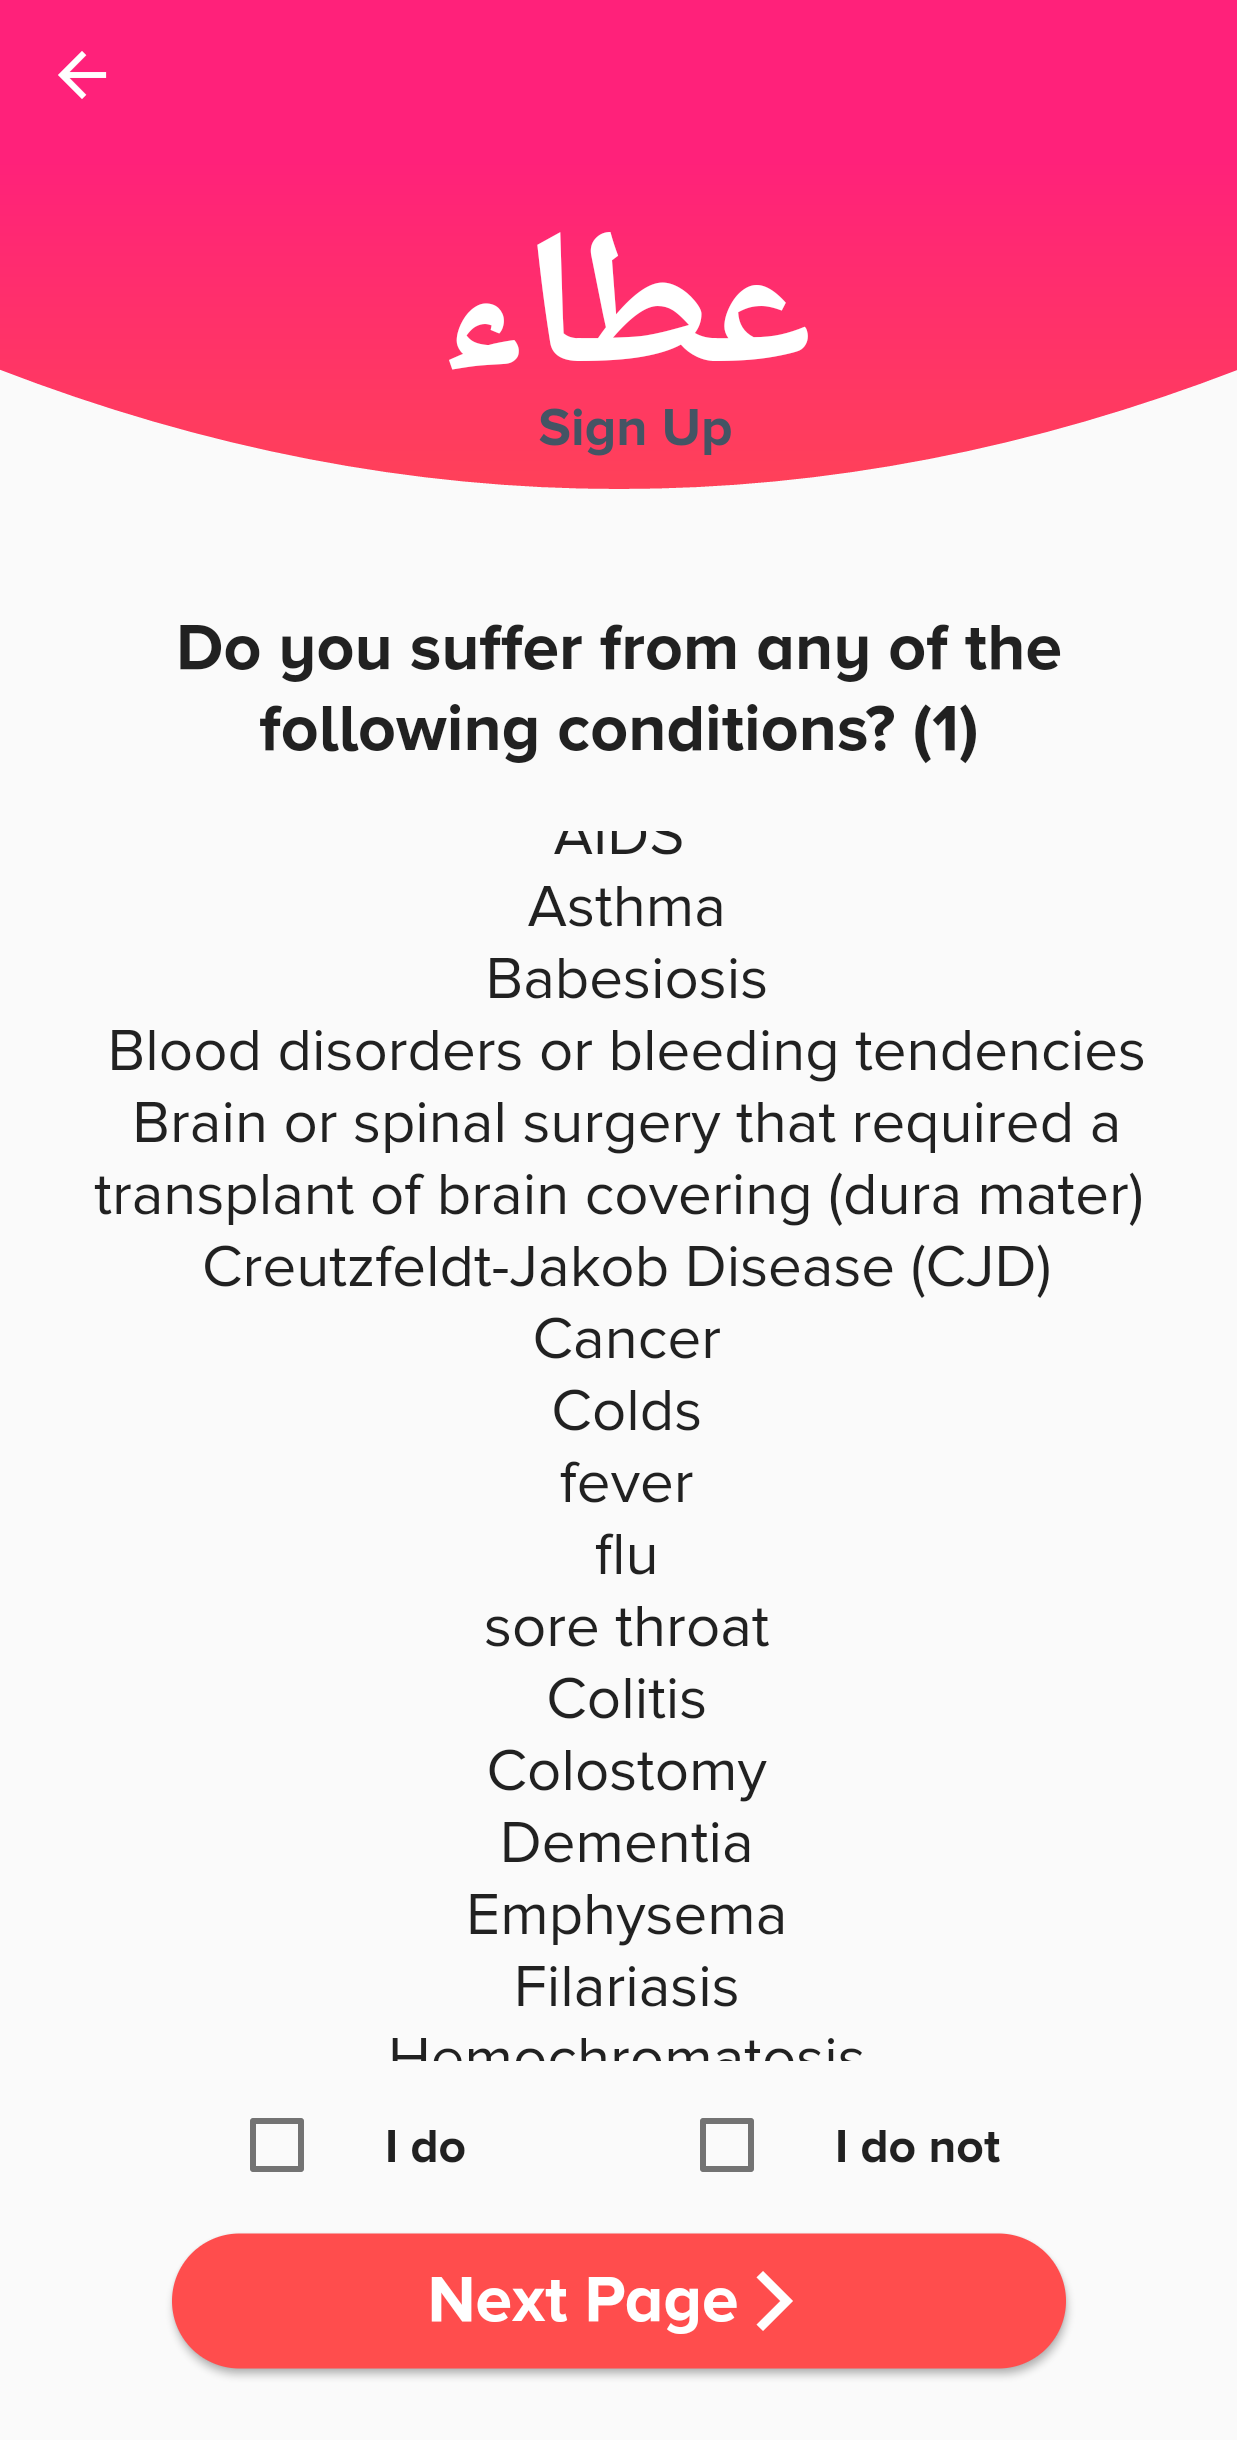 عطاء
Sign Up
Do you suffer from any of the
following conditions? (1)
AIDS
Asthma
Babesiosis
Blood disorders or bleeding tendencies
Brain or spinal surgery that required a
transplant of brain covering (dura mater)
Creutzfeldt-Jakob Disease (CJD)
Cancer
Colds
fever
flu
sore throat
Colitis
Colostomy
Dementia
Emphysema
Filariasis
Hemochromatosis
I do
I do not
Next Page